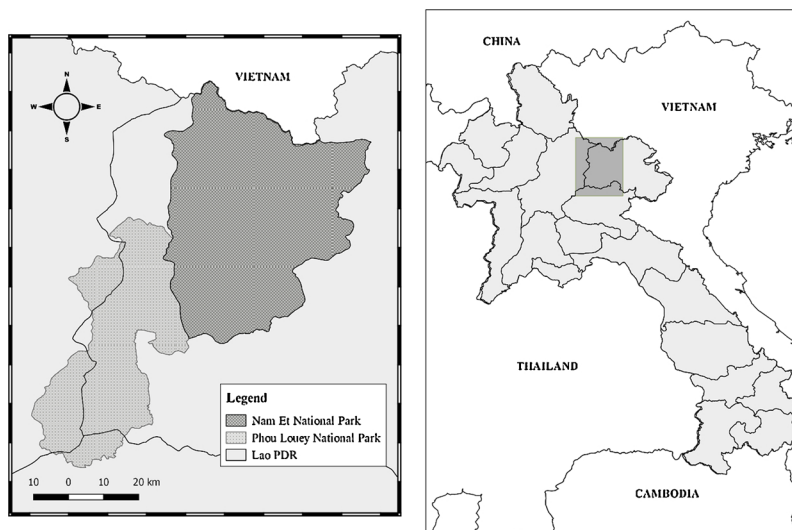 VIETNAM
N
W E
S
Legend
Nam Et National Park
Phou Louey National Park
Lao PDR
10 0 10 20 km
CHINA
VIETNAM
THAILAND
CAMBODIA